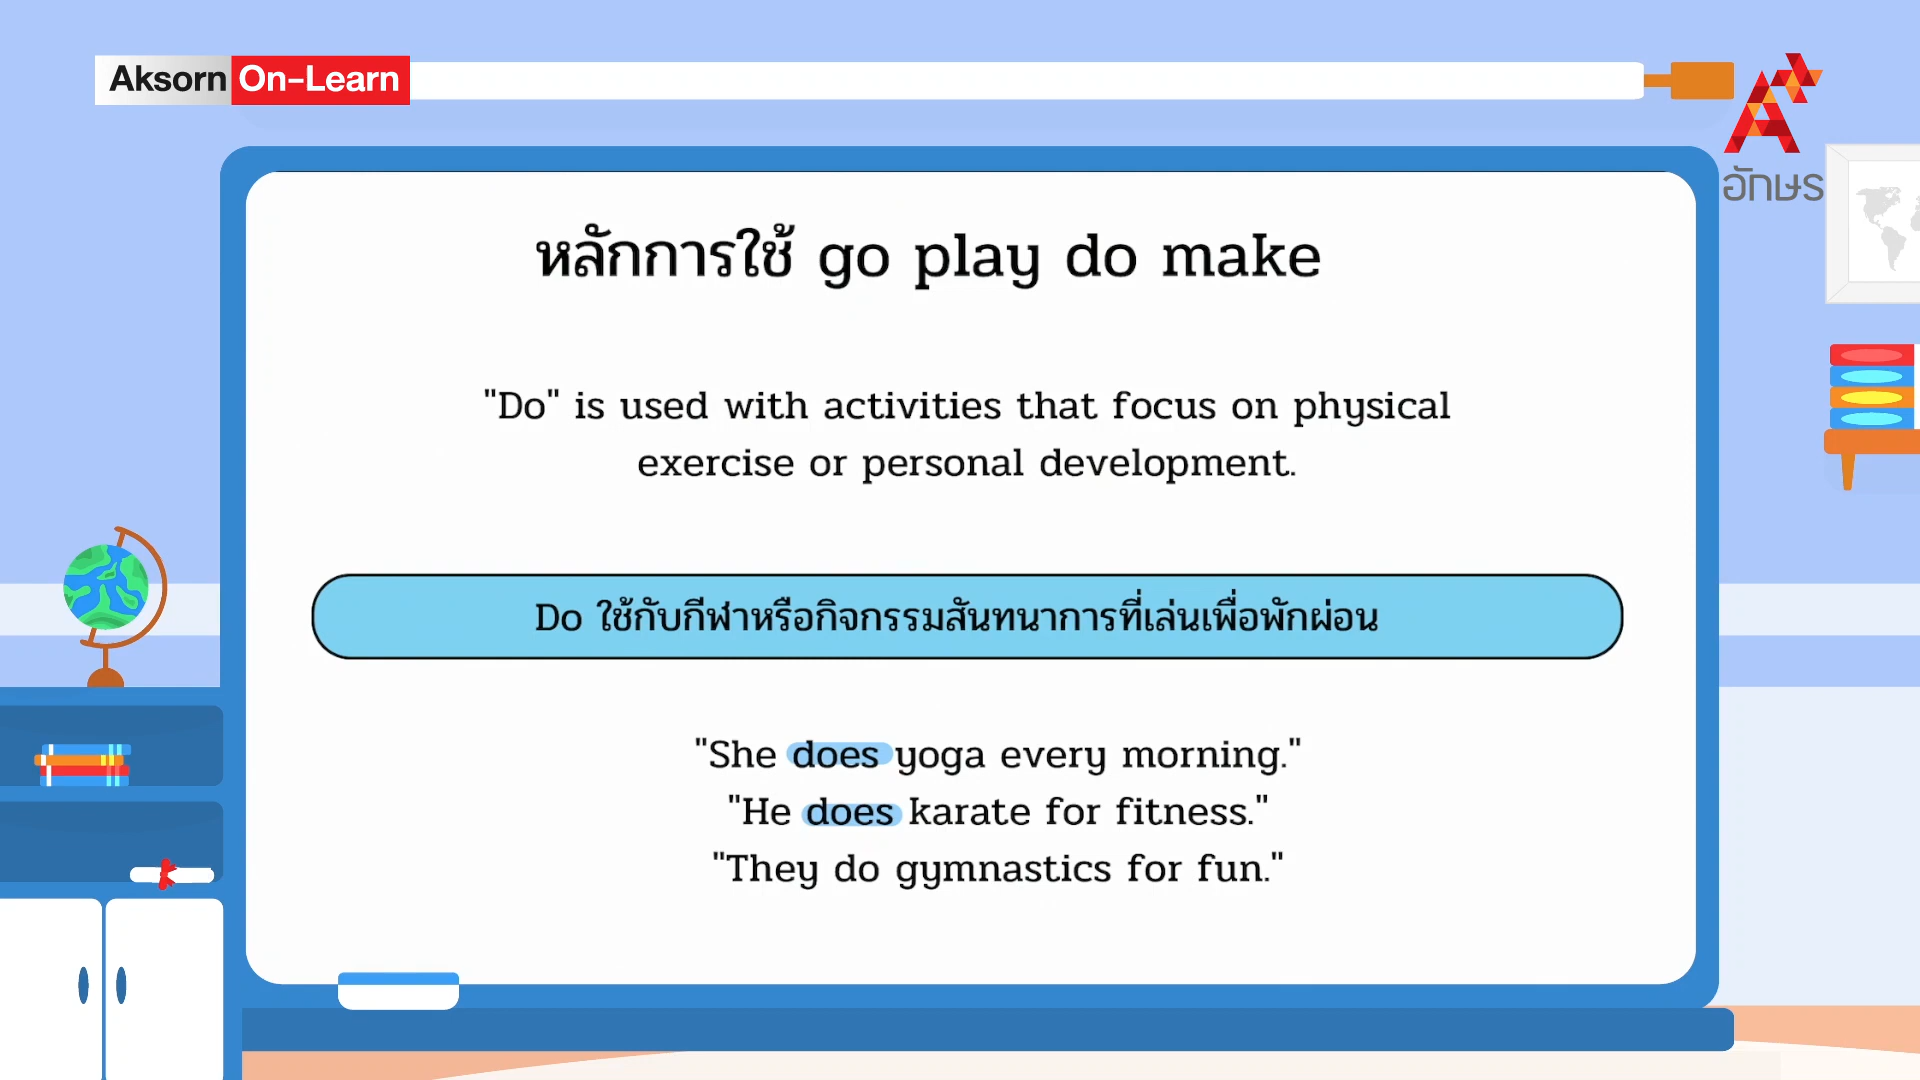 Aksorn On-Learn
อักษร
หลักการใช้ go play do make
"Do" is used with activities that focus on physical
exercise or personal development.
Do ใช้กับกีฬาหรือกิจกรรมสันทนาการที่เล่นเพื่อพักผ่อน
"She does yoga every morning."
"He does karate for fitness."
"They do gymnastics for fun."